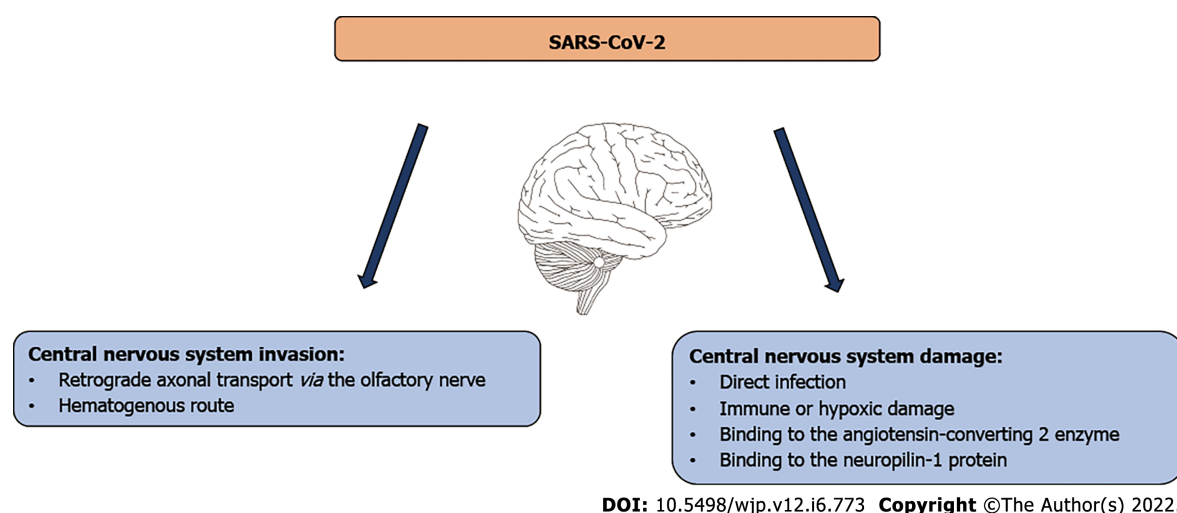 SARS-CoV-2
Central nervous system invasion:
• Retrograde axonal transport via the olfactory nerve
• Hematogenous route
Central nervous system damage:
• Direct infection
• Immune or hypoxic damage
• Binding to the angiotensin-converting 2 enzyme
• Binding to the neuropilin-1 protein
DOI: 10.5498/wjp.v12.i6.773 Copyright ©The Author(s) 2022.